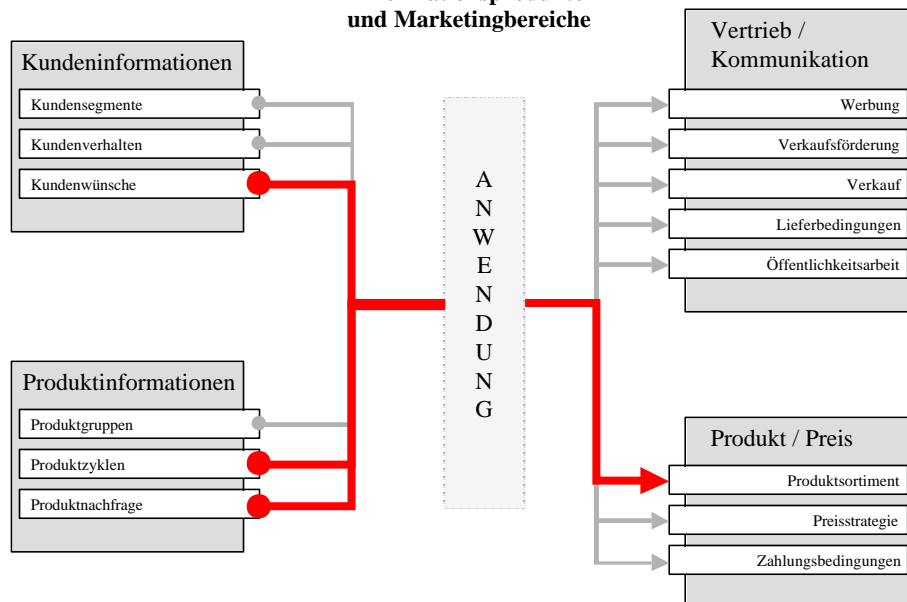 und Marketingbereiche
Kundeninformationen
Kundensegmente
Kundenverhalten
Kundenwünsche
Produktinformationen
Produktgruppen
Produktzyklen
Produktnachfrage
A
N
W
E
N
D
U
N
G
Vertrieb /
Kommunikation
Werbung
Verkaufsförderung
Verkauf
Lieferbedingungen
Öffentlichkeitsarbeit
Produkt / Preis
Produktsortiment
Preisstrategie
Zahlungsbedingungen